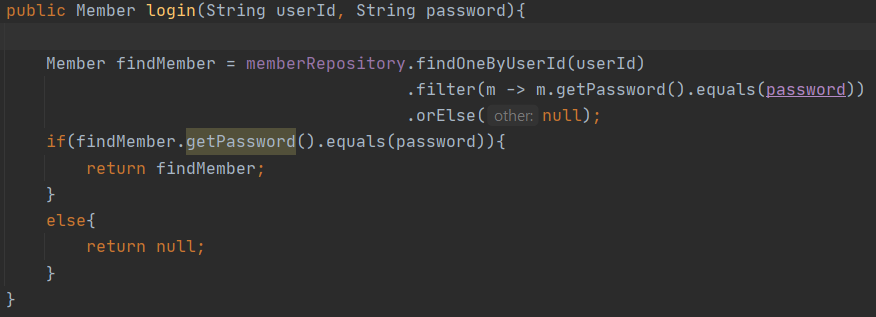 public Member login(String userId, String password){
Member findMember = memberRepository.findOneByUserId(userId)
.filter(m -> m.getPassword().equals(password))
.orElse( other: null);
if(findMember.getPassword().equals(password)){
return findMember;
}
else{
return null;
}
}